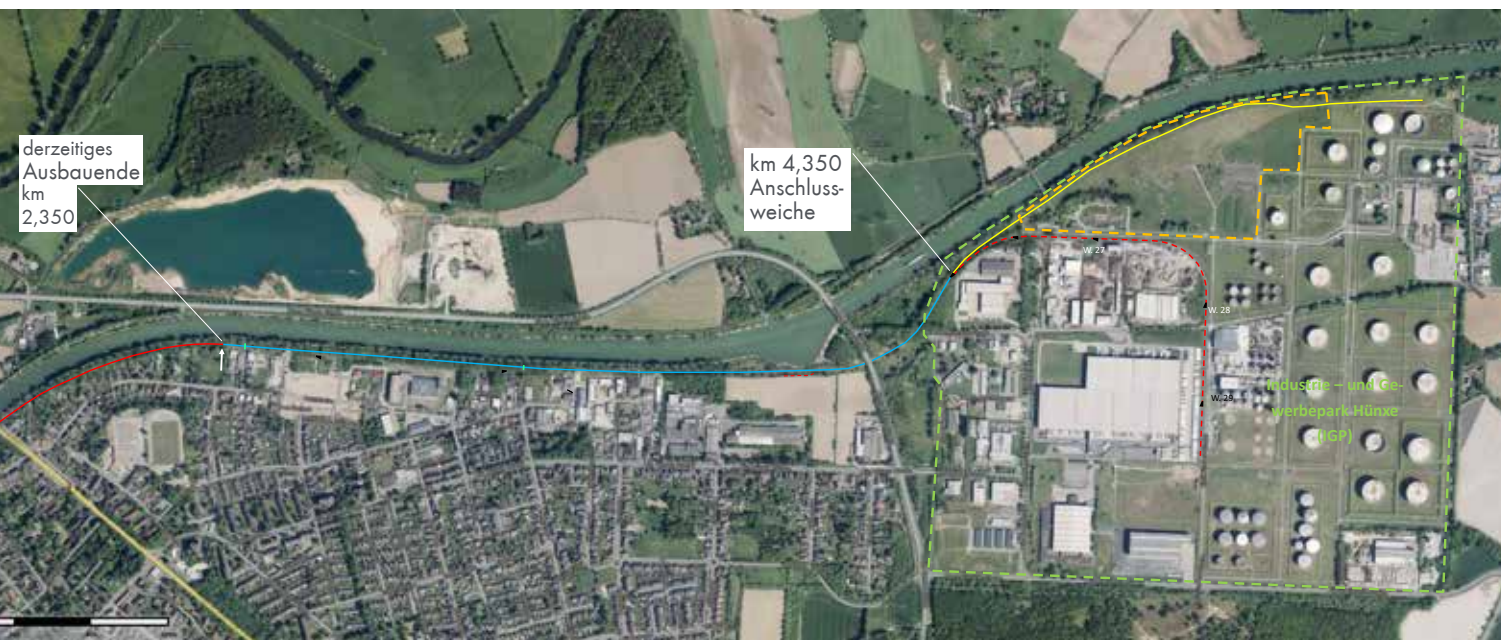 derzeitiges
Ausbauende
km
2,350
km 4,350
Anschluss-
weiche
W. 27
W. 28
W. 29
Industrie – und Ge-
werbepark Hünxe
(IGP)